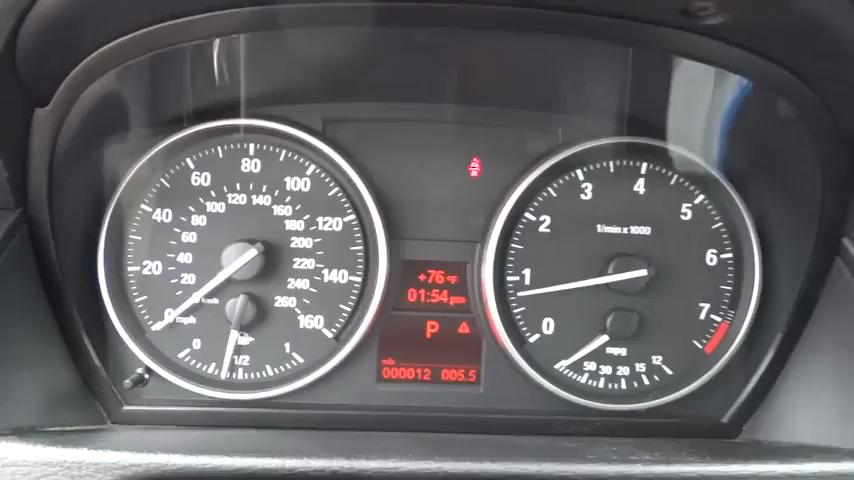 80
60 100
120 140
100 160
40 80 180 120
60 200
20 40 220 140
20 240
km/h 260
0 mph 160
0 1/2 1
+76 °F
01:54 pm
P
mls
000012 005.5
4
3 5
2
1/min x 1000
6
1
7
0
mpg
50 30 20 15 12